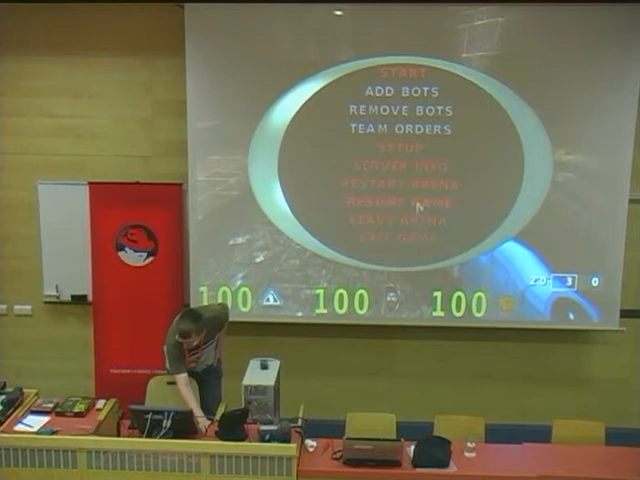 START
ADD BOTS
REMOVE BOTS
TEAM ORDERS
SETUP
SERVER INFO
RESTART ARENA
RESUME GAME
LEAVE ARENA
EXIT GAME
3 0
100 100 100